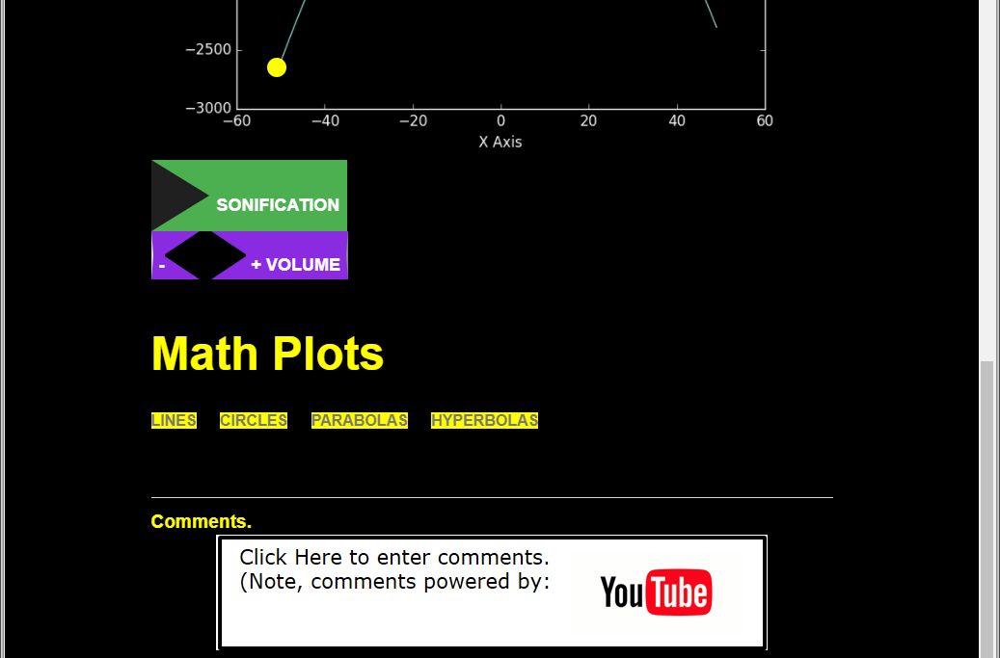 −2500
−3000
−60 −40 −20 0 20 40 60
X Axis
SONIFICATION
- + VOLUME
Math Plots
LINES CIRCLES PARABOLAS HYPERBOLAS
Comments.
Click Here to enter comments.
(Note, comments powered by:
YouTube